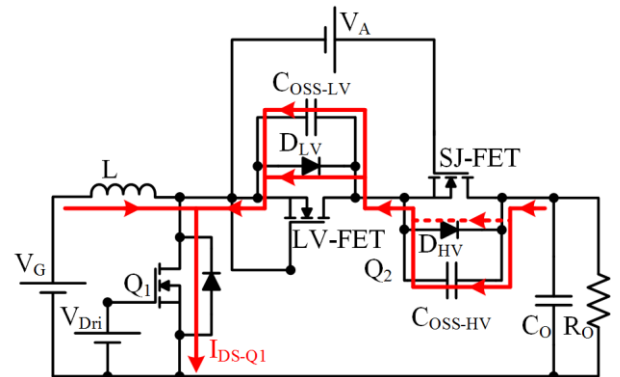 V_A
C_OSS-LV
D_LV
SJ-FET
L
LV-FET
D_HV
V_G
Q_2
Q_1
C_OSS-HV
V_Dri
C_O
R_O
I_DS-Q1